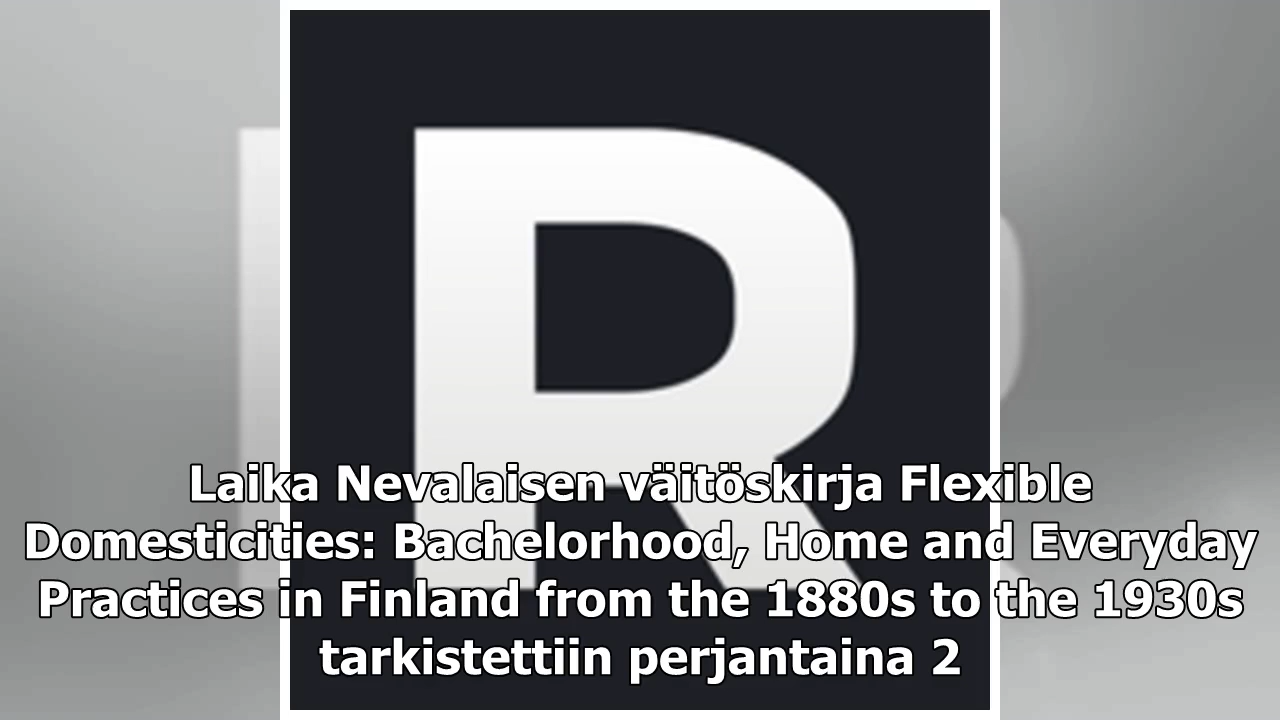 R
Laika Nevalaisen väitöskirja Flexible
Domesticities: Bachelorhood, Home and Everyday
Practices in Finland from the 1880s to the 1930s
tarkistettiin perjantaina 2